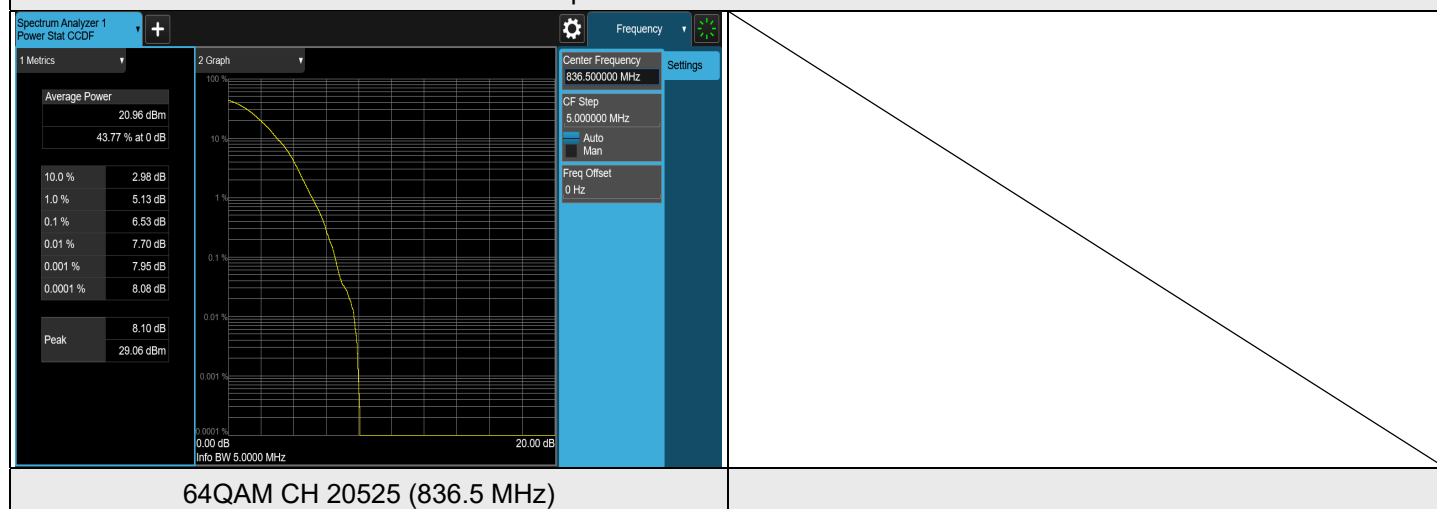 Spectrum Analyzer 1
Power Stat CCDF
+
Frequency
1 Metrics
2 Graph
Average Power
20.96 dBm
43.77 % at 0 dB
10.0 % 2.98 dB
1.0 % 5.13 dB
0.1 % 6.53 dB
0.01 % 7.70 dB
0.001 % 7.95 dB
0.0001 % 8.08 dB
Peak
8.10 dB
29.06 dBm
100 %
10 %
1 %
0.1 %
0.01 %
0.001 %
0.0001 %
0.00 dB 20.00 dB
Info BW 5.0000 MHz
Center Frequency
836.500000 MHz
Settings
CF Step
5.000000 MHz
Auto
Man
Freq Offset
0 Hz
64QAM CH 20525 (836.5 MHz)